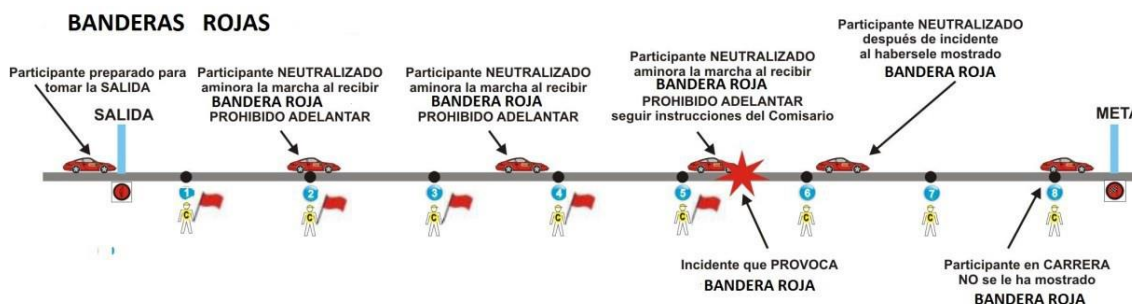 BANDERAS ROJAS
Participante preparado para
tomar la SALIDA
SALIDA
Participante NEUTRALIZADO
aminora la marcha al recibir
BANDERA ROJA
PROHIBIDO ADELANTAR
Participante NEUTRALIZADO
aminora la marcha al recibir
BANDERA ROJA
PROHIBIDO ADELANTAR
Participante NEUTRALIZADO
aminora la marcha al recibir
BANDERA ROJA
PROHIBIDO ADELANTAR
seguir instrucciones del Comisario
Participante NEUTRALIZADO
después de incidente
al habersele mostrado
BANDERA ROJA
META
1
2
3
4
5
6
7
8
C
C
C
C
C
C
C
C
Incidente que PROVOCA
BANDERA ROJA
Participante en CARRERA
NO se le ha mostrado
BANDERA ROJA